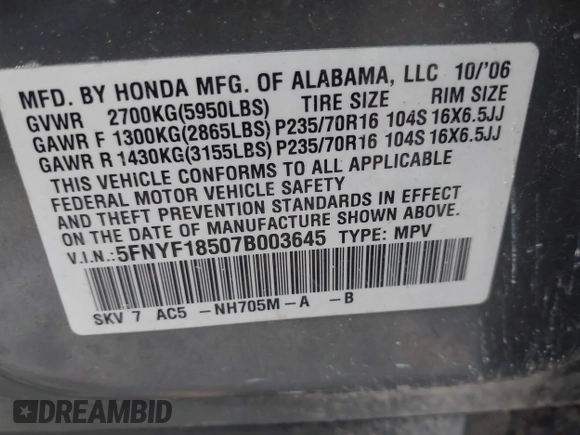 MFD. BY HONDA MFG. OF ALABAMA, LLC 10/'06
GVWR 2700KG(5950LBS) TIRE SIZE RIM SIZE
GAWR F 1300KG(2865LBS) P235/70R16 104S 16X6.5JJ
GAWR R 1430KG(3155LBS) P235/70R16 104S 16X6.5JJ
THIS VEHICLE CONFORMS TO ALL APPLICABLE
FEDERAL MOTOR VEHICLE SAFETY
AND THEFT PREVENTION STANDARDS IN EFFECT
ON THE DATE OF MANUFACTURE SHOWN ABOVE.
V.I.N.: 5FNYF18507B003645 TYPE: MPV
SKV 7 AC5 -NH705M-A -B
DREAMBID